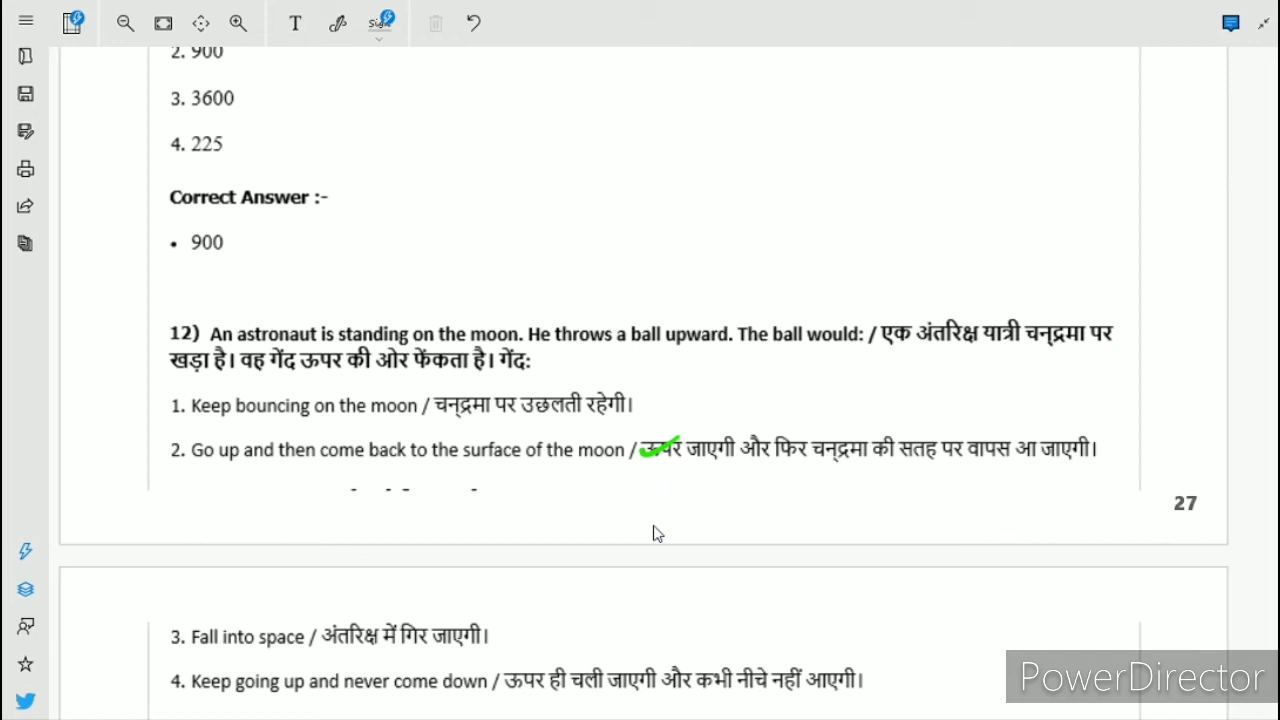 2. 900
3. 3600
4. 225
Correct Answer :-
• 900
12) An astronaut is standing on the moon. He throws a ball upward. The ball would: / एक अंतरिक्ष यात्री चन्द्रमा पर
खड़ा है। वह गेंद ऊपर की ओर फेंकता है। गेंद:
1. Keep bouncing on the moon / चन्द्रमा पर उछलती रहेगी।
2. Go up and then come back to the surface of the moon / ऊपर जाएगी और फिर चन्द्रमा की सतह पर वापस आ जाएगी।
27
3. Fall into space / अंतरिक्ष में गिर जाएगी।
4. Keep going up and never come down / ऊपर ही चली जाएगी और कभी नीचे नहीं आएगी।
PowerDirector